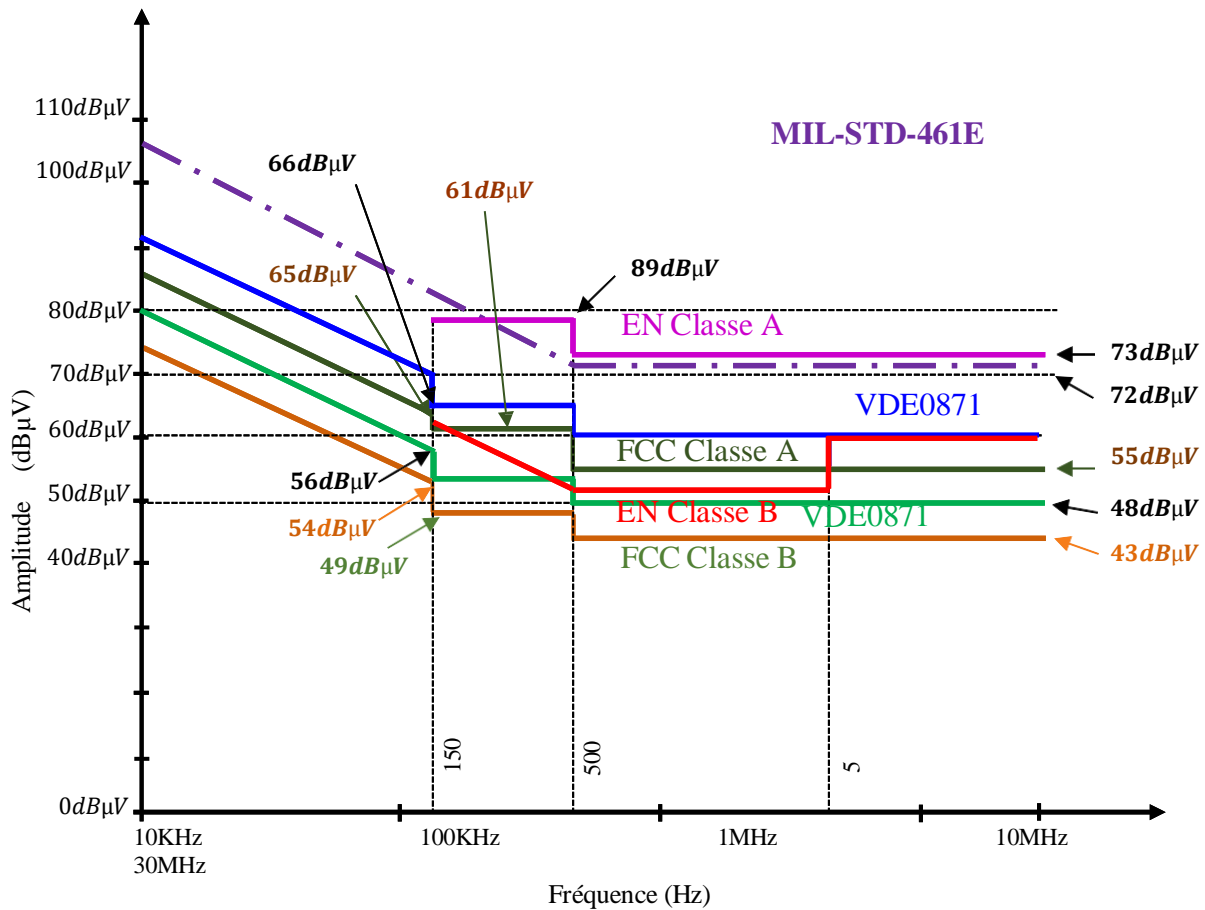 110dBμV
MIL-STD-461E
100dBμV
66dBμV
61dBμV
65dBμV
89dBμV
80dBμV
EN Classe A
73dBμV
70dBμV
72dBμV
VDE0871
60dBμV
FCC Classe A
55dBμV
56dBμV
50dBμV
EN Classe B
VDE0871
48dBμV
54dBμV
49dBμV
FCC Classe B
43dBμV
40dBμV
Amplitude (dBμV)
150
500
5
0dBμV
10KHz
100KHz
1MHz
10MHz
30MHz
Fréquence (Hz)